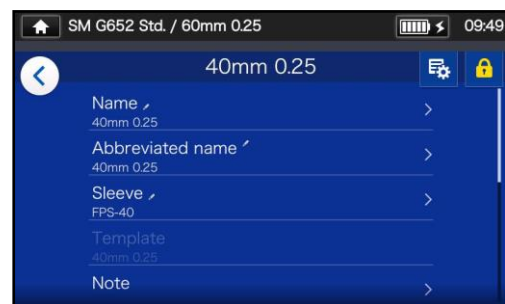 SM G652 Std. / 60mm 0.25 09:49
40mm 0.25
Name
40mm 0.25
Abbreviated name
40mm 0.25
Sleeve
FPS-40
Template
40mm 0.25
Note